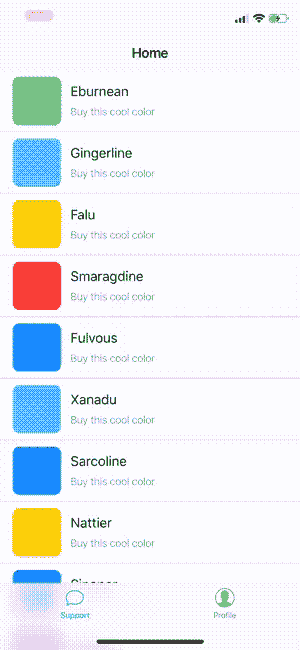 Home
Eburnean
Buy this cool color
Gingerline
Buy this cool color
Falu
Buy this cool color
Smaragdine
Buy this cool color
Fulvous
Buy this cool color
Xanadu
Buy this cool color
Sarcoline
Buy this cool color
Nattier
Buy this cool color
Support
Profile